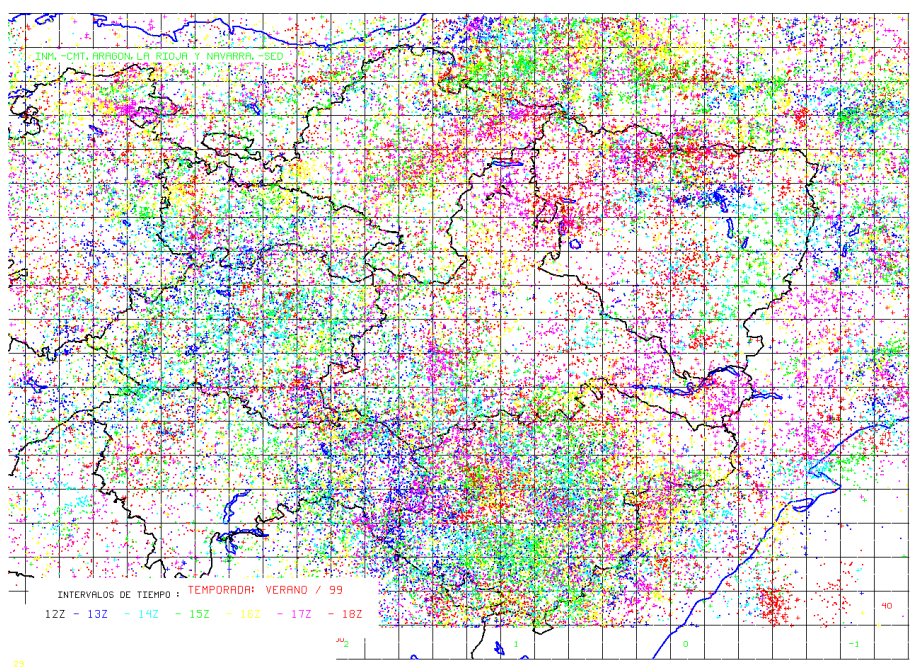 INM.-CMT.ARAGON,LA RIOJA Y NAVARRA. SED
INTERVALOS DE TIEMPO : TEMPORADA: VERANO / 99
12Z - 13Z - 14Z - 15Z - 16Z - 17Z - 18Z
40
2 1 0 -1